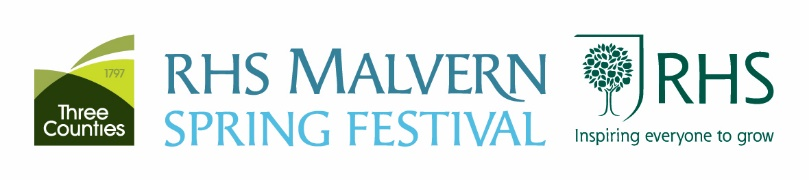 1797
Three
Counties
RHS MALVERN
SPRING FESTIVAL
RHS
Inspiring everyone to grow